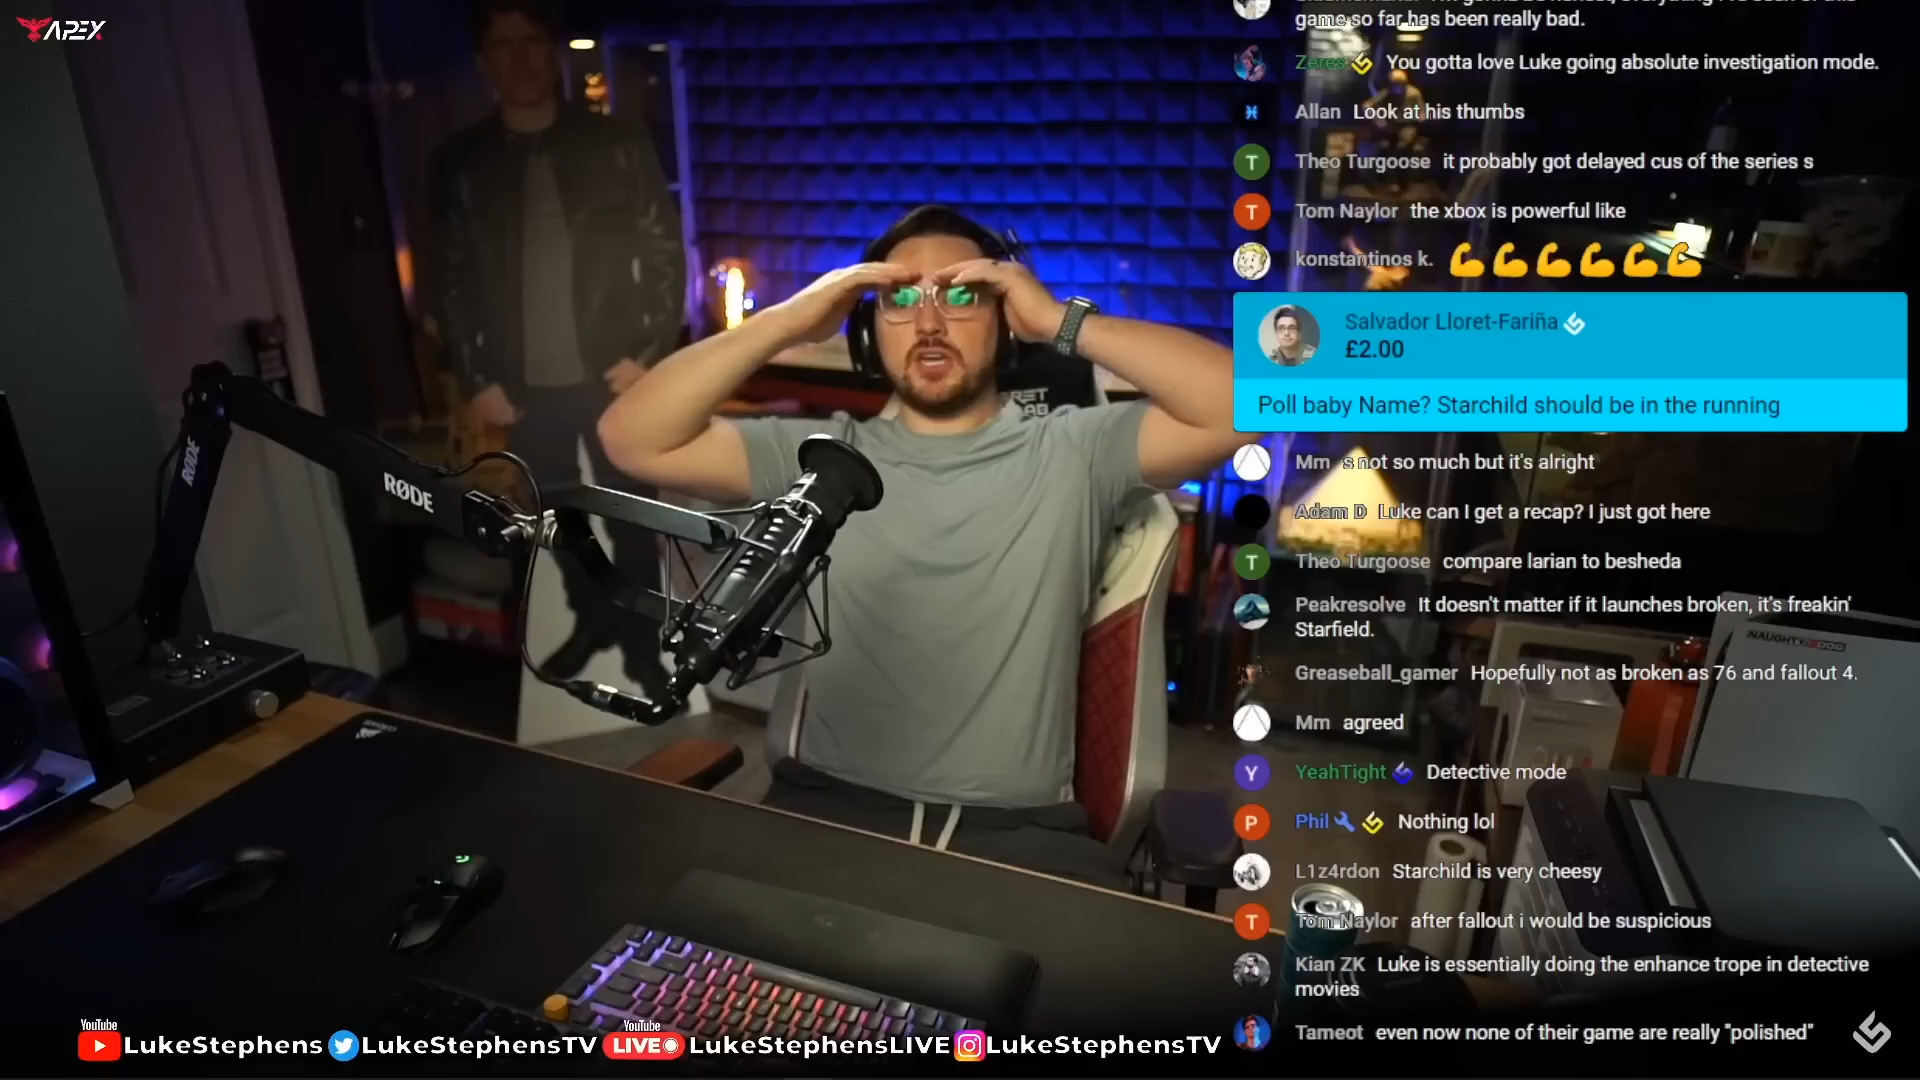 APEX
game so far has been really bad.
Zeres You gotta love Luke going absolute investigation mode.
Allan Look at his thumbs
T Theo Turgoose it probably got delayed cus of the series s
T Tom Naylor the xbox is powerful like
konstantinos k. 💪💪💪💪💪💪
Salvador Lloret-Fariña
£2.00
Poll baby Name? Starchild should be in the running
Mm s not so much but it's alright
Adam D Luke can I get a recap? I just got here
T Theo Turgoose compare larian to besheda
Peakresolve It doesn't matter if it launches broken, it's freakin'
Starfield.
Greaseball_gamer Hopefully not as broken as 76 and fallout 4.
Mm agreed
Y YeahTight Detective mode
P Phil Nothing lol
L1z4rdon Starchild is very cheesy
T Tom Naylor after fallout i would be suspicious
Kian ZK Luke is essentially doing the enhance trope in detective
movies
Tameot even now none of their game are really "polished"
RØDE
RØDE
NAUGHTY DOG
YouTube LukeStephens LukeStephensTV YouTube LIVE LukeStephensLIVE LukeStephensTV